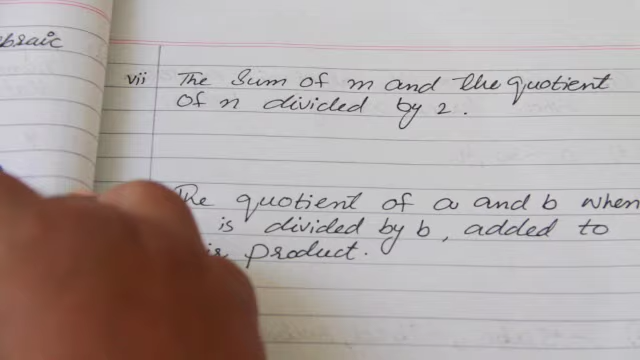 vii The Sum of m and the quotient
of n divided by 2.
The quotient of a and b when
is divided by b, added to
product.